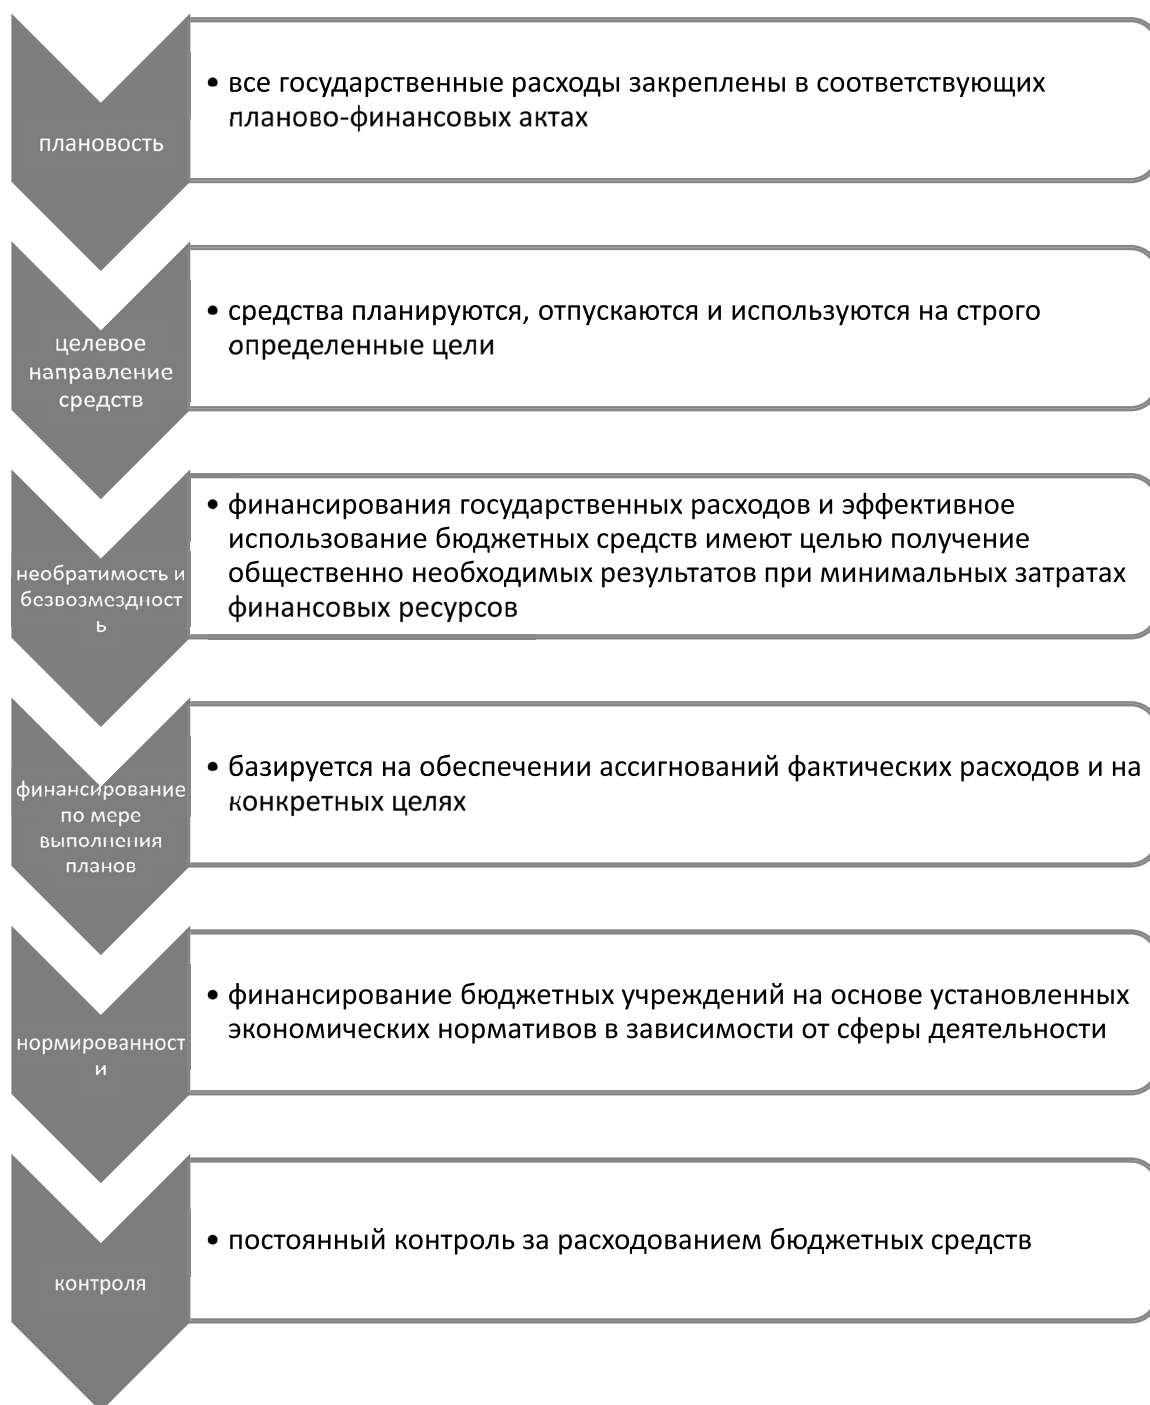 плановость
• все государственные расходы закреплены в соответствующих
планово-финансовых актах
целевое
направление
средств
• средства планируются, отпускаются и используются на строго
определенные цели
необратимость и
безвозмездност
ь
• финансирования государственных расходов и эффективное
использование бюджетных средств имеют целью получение
общественно необходимых результатов при минимальных затратах
финансовых ресурсов
финансирование
по мере
выполнения
планов
• базируется на обеспечении ассигнований фактических расходов и на
конкретных целях
нормированност
и
• финансирование бюджетных учреждений на основе установленных
экономических нормативов в зависимости от сферы деятельности
контроля
• постоянный контроль за расходованием бюджетных средств